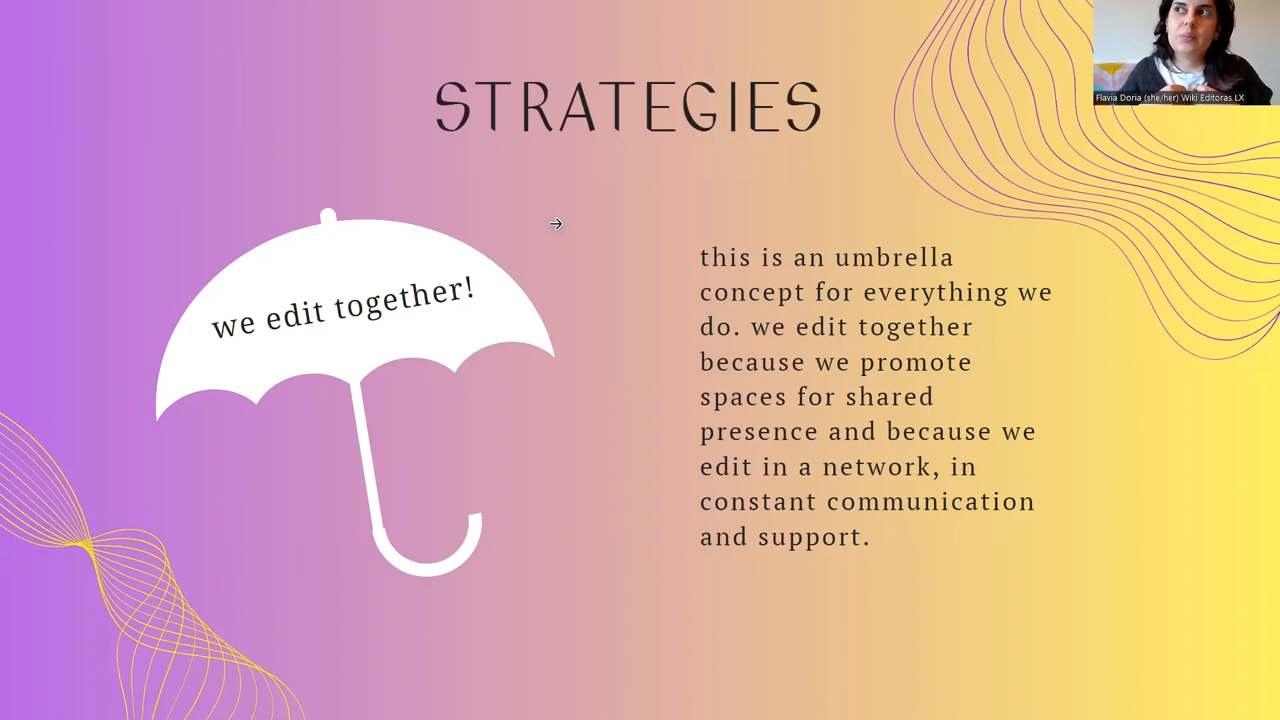 STRATEGIES
we edit together!
this is an umbrella
concept for everything we
do. we edit together
because we promote
spaces for shared
presence and because we
edit in a network, in
constant communication
and support.
Flavia Doria (she/her) Wiki Editoras LX